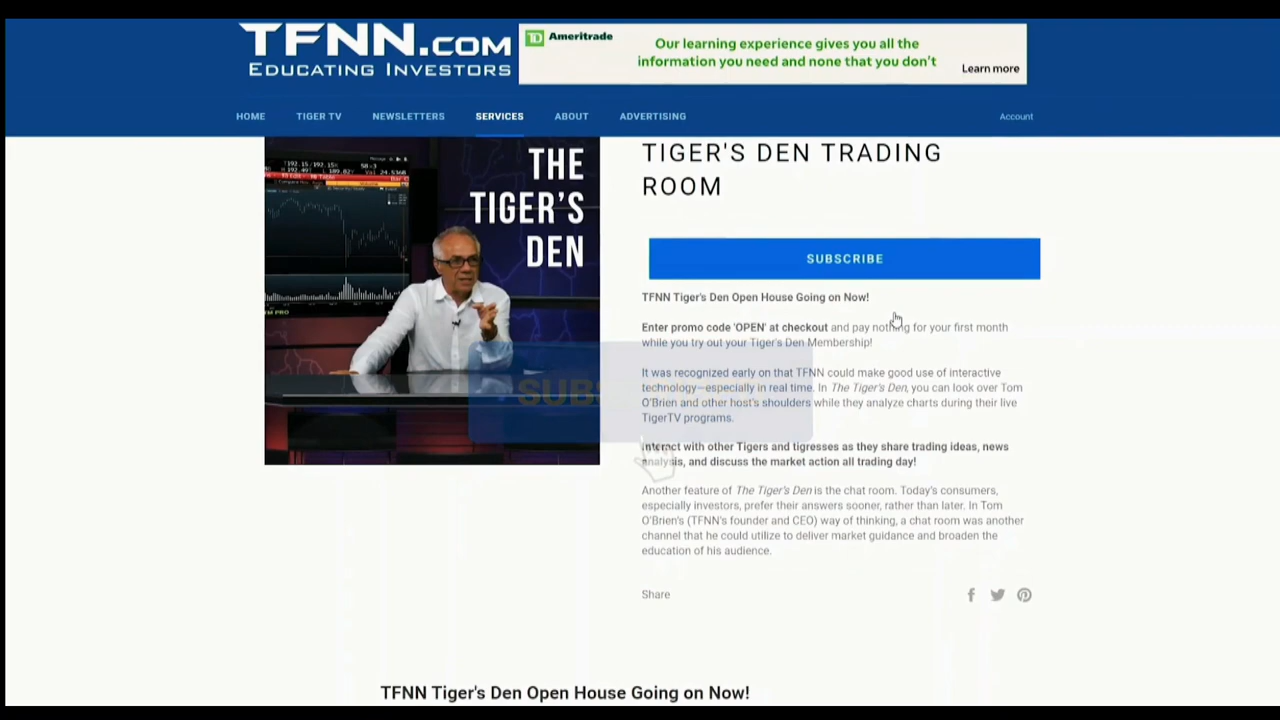 TFNN.COM
EDUCATING INVESTORS
TD Ameritrade
Our learning experience gives you all the
information you need and none that you don't
Learn more
HOME TIGER TV NEWSLETTERS SERVICES ABOUT ADVERTISING Account
THE
TIGER'S
DEN
TIGER'S DEN TRADING
ROOM
SUBSCRIBE
TFNN Tiger's Den Open House Going on Now!
Enter promo code 'OPEN' at checkout and pay nothing for your first month
while you try out your Tiger's Den Membership!
It was recognized early on that TFNN could make good use of interactive
technology—especially in real time. In The Tiger's Den, you can look over Tom
O'Brien and other host's shoulders while they analyze charts during their live
TigerTV programs.
Interact with other Tigers and tigresses as they share trading ideas, news
analysis, and discuss the market action all trading day!
Another feature of The Tiger's Den is the chat room. Today's consumers,
especially investors, prefer their answers sooner, rather than later. In Tom
O'Brien's (TFNN's founder and CEO) way of thinking, a chat room was another
channel that he could utilize to deliver market guidance and broaden the
education of his audience.
Share
TFNN Tiger's Den Open House Going on Now!